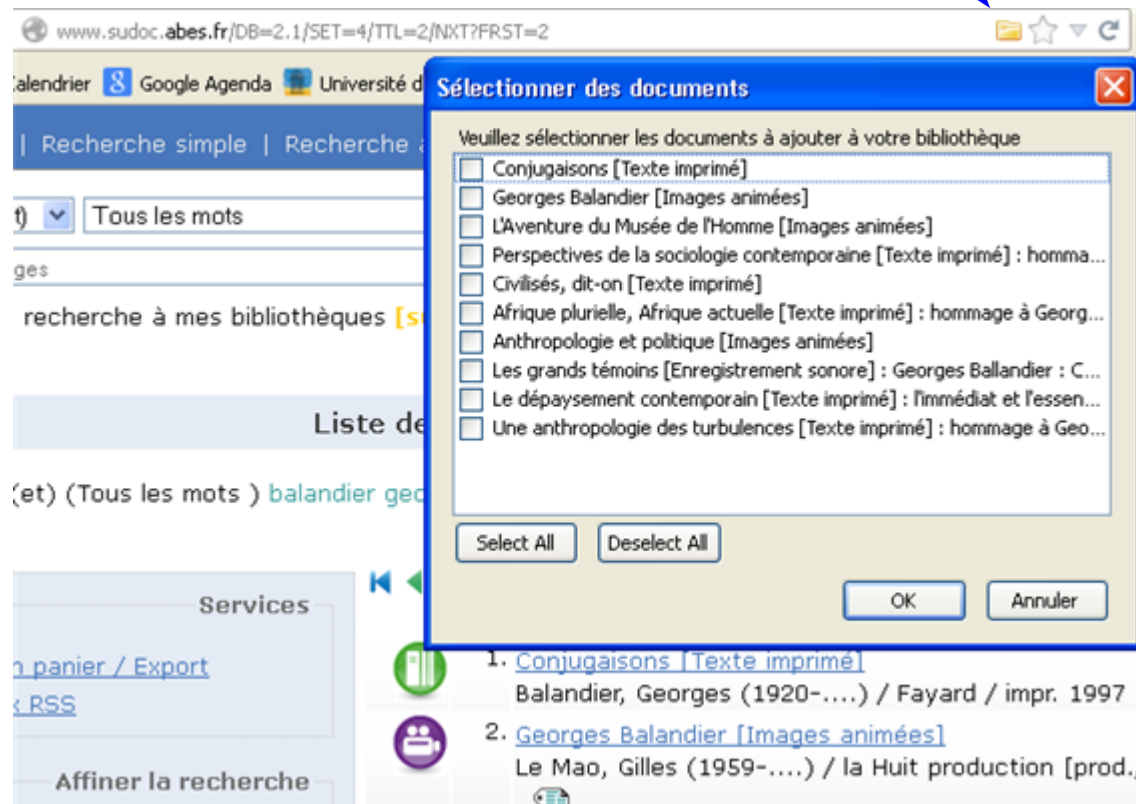 www.sudoc.abes.fr/DB=2.1/SET=4/TTL=2/NXT?FRST=2
alendrier Google Agenda Université d
Sélectionner des documents
| Recherche simple | Recherche
Veuillez sélectionner les documents à ajouter à votre bibliothèque
Conjugaisons [Texte imprimé]
Georges Balandier [Images animées]
t) Tous les mots
L'Aventure du Musée de l'Homme [Images animées]
Perspectives de la sociologie contemporaine [Texte imprimé] : homma...
ges
Civilisés, dit-on [Texte imprimé]
recherche à mes bibliothèques [s
Afrique plurielle, Afrique actuelle [Texte imprimé] : hommage à Georg...
Anthropologie et politique [Images animées]
Les grands témoins [Enregistrement sonore] : Georges Ballandier : C...
Le dépaysement contemporain [Texte imprimé] : l'immédiat et l'essen...
Liste de
Une anthropologie des turbulences [Texte imprimé] : hommage à Geo...
(et) (Tous les mots ) balandier geo
Select All Deselect All
OK Annuler
Services
n panier / Export
x RSS
Affiner la recherche
1. Conjugaisons [Texte imprimé]
Balandier, Georges (1920-....) / Fayard / impr. 1997
2. Georges Balandier [Images animées]
Le Mao, Gilles (1959-....) / la Huit production [prod.,